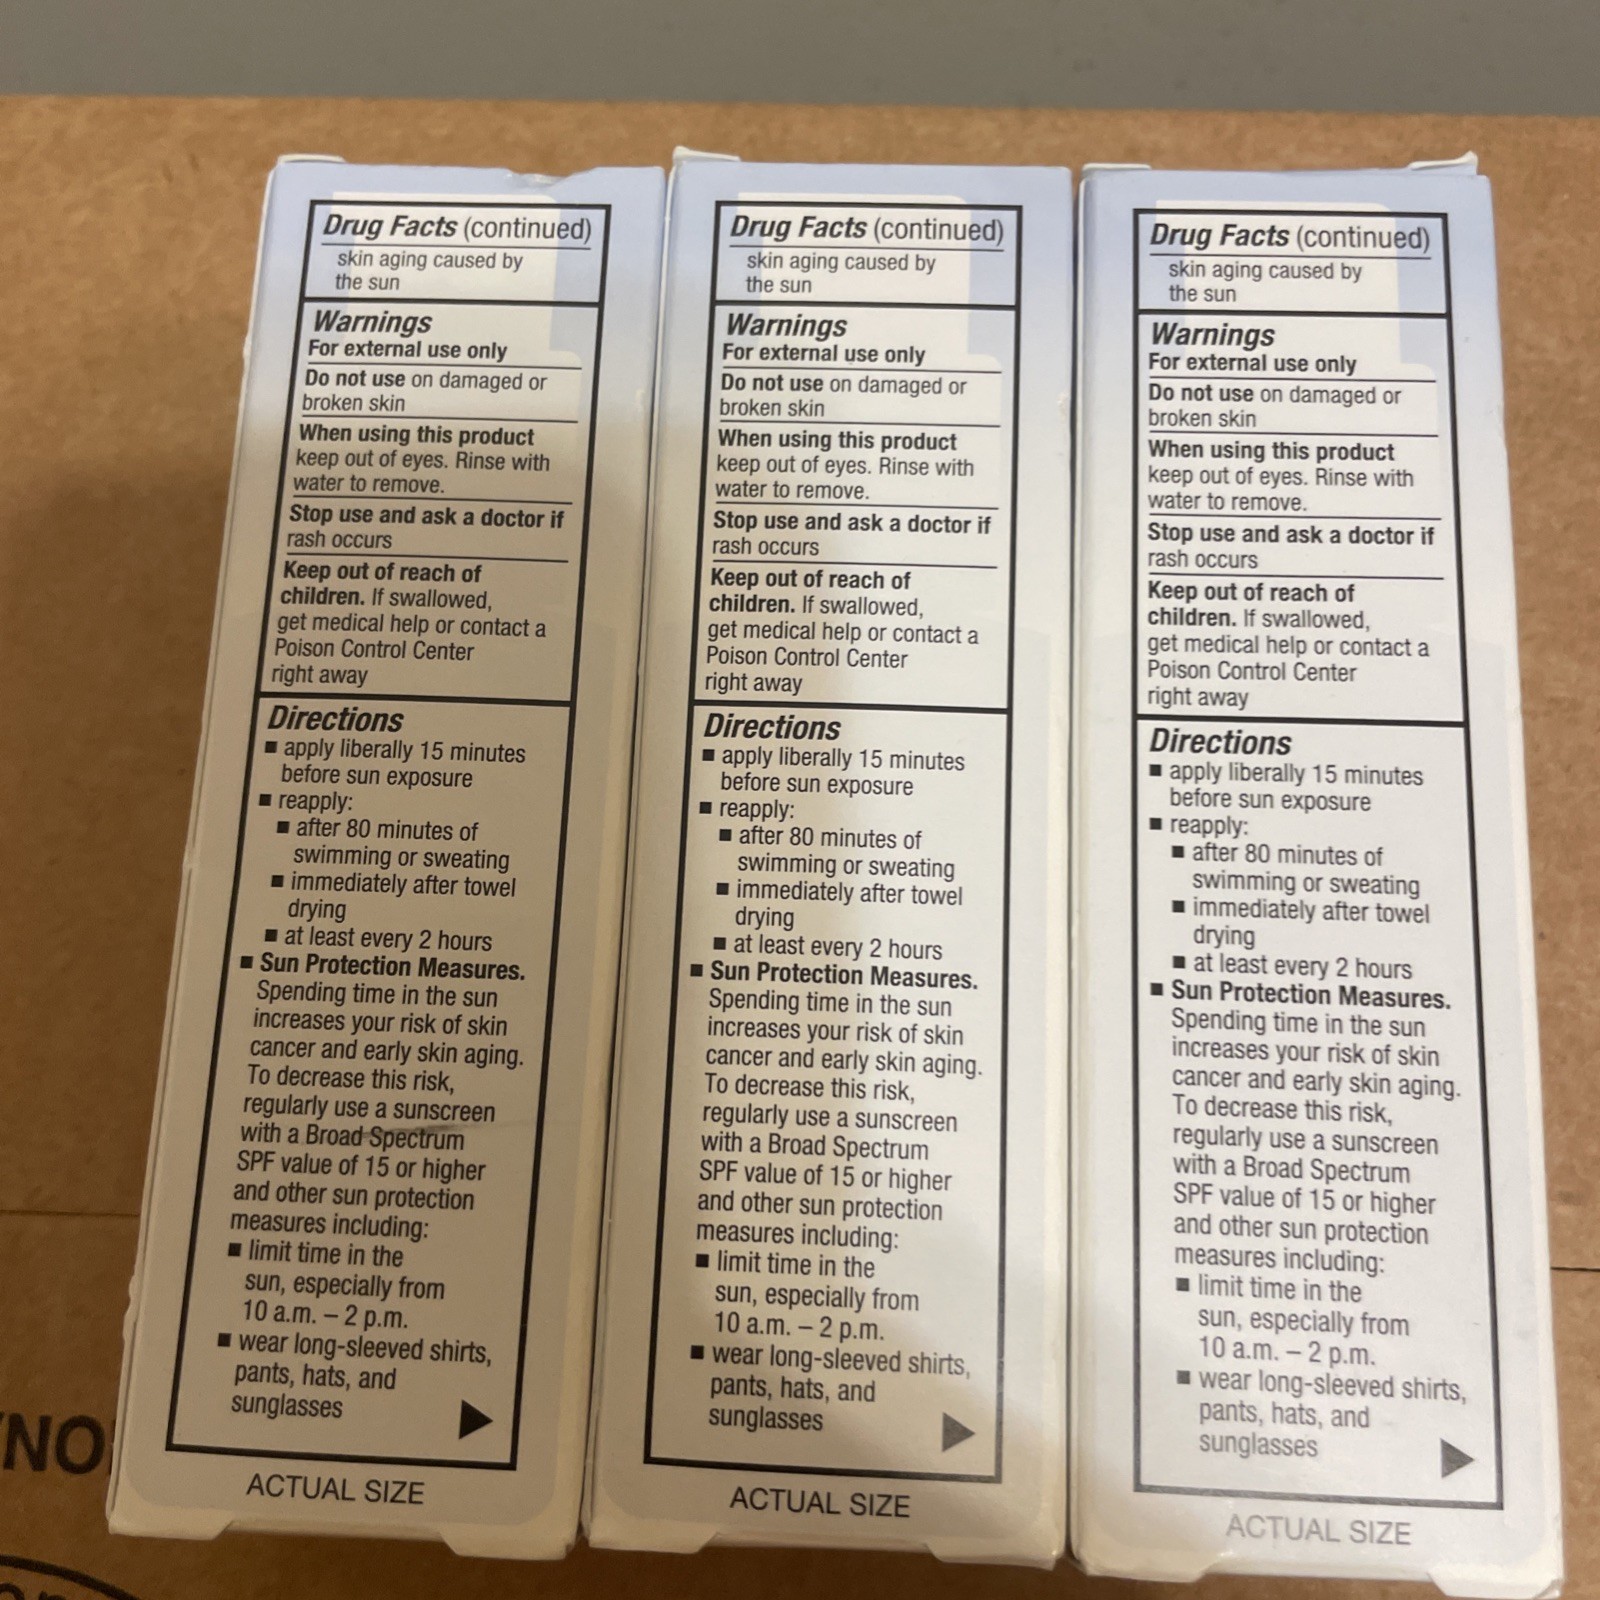 Drug Facts (continued)
skin aging caused by
the sun
Warnings
For external use only
Do not use on damaged or
broken skin
When using this product
keep out of eyes. Rinse with
water to remove.
Stop use and ask a doctor if
rash occurs
Keep out of reach of
children. If swallowed,
get medical help or contact a
Poison Control Center
right away
Directions
■ apply liberally 15 minutes
before sun exposure
■ reapply:
■ after 80 minutes of
swimming or sweating
■ immediately after towel
drying
■ at least every 2 hours
■ Sun Protection Measures.
Spending time in the sun
increases your risk of skin
cancer and early skin aging.
To decrease this risk,
regularly use a sunscreen
with a Broad Spectrum
SPF value of 15 or higher
and other sun protection
measures including:
■ limit time in the
sun, especially from
10 a.m. – 2 p.m.
■ wear long-sleeved shirts,
pants, hats, and
sunglasses
ACTUAL SIZE
Drug Facts (continued)
skin aging caused by
the sun
Warnings
For external use only
Do not use on damaged or
broken skin
When using this product
keep out of eyes. Rinse with
water to remove.
Stop use and ask a doctor if
rash occurs
Keep out of reach of
children. If swallowed,
get medical help or contact a
Poison Control Center
right away
Directions
■ apply liberally 15 minutes
before sun exposure
■ reapply:
■ after 80 minutes of
swimming or sweating
■ immediately after towel
drying
■ at least every 2 hours
■ Sun Protection Measures.
Spending time in the sun
increases your risk of skin
cancer and early skin aging.
To decrease this risk,
regularly use a sunscreen
with a Broad Spectrum
SPF value of 15 or higher
and other sun protection
measures including:
■ limit time in the
sun, especially from
10 a.m. – 2 p.m.
■ wear long-sleeved shirts,
pants, hats, and
sunglasses
ACTUAL SIZE
Drug Facts (continued)
skin aging caused by
the sun
Warnings
For external use only
Do not use on damaged or
broken skin
When using this product
keep out of eyes. Rinse with
water to remove.
Stop use and ask a doctor if
rash occurs
Keep out of reach of
children. If swallowed,
get medical help or contact a
Poison Control Center
right away
Directions
■ apply liberally 15 minutes
before sun exposure
■ reapply:
■ after 80 minutes of
swimming or sweating
■ immediately after towel
drying
■ at least every 2 hours
■ Sun Protection Measures.
Spending time in the sun
increases your risk of skin
cancer and early skin aging.
To decrease this risk,
regularly use a sunscreen
with a Broad Spectrum
SPF value of 15 or higher
and other sun protection
measures including:
■ limit time in the
sun, especially from
10 a.m. – 2 p.m.
■ wear long-sleeved shirts,
pants, hats, and
sunglasses
ACTUAL SIZE